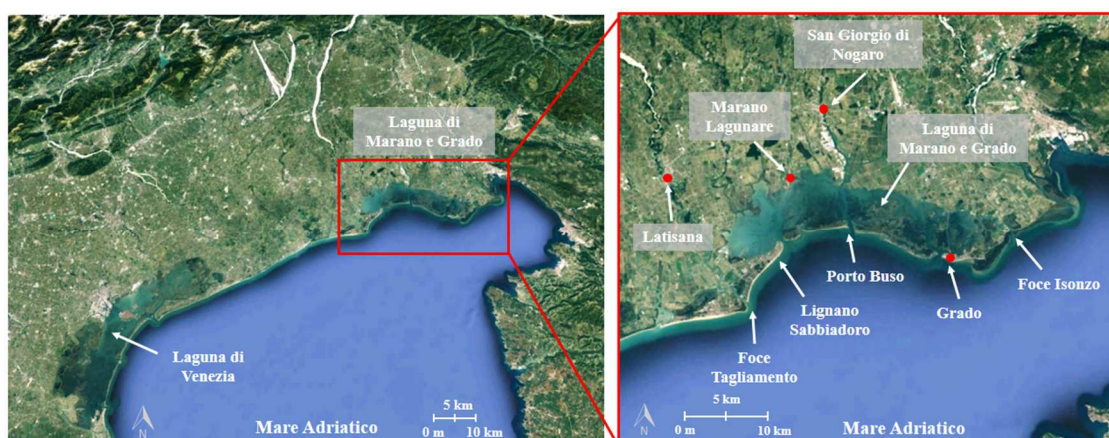 Laguna di
Marano e Grado
Laguna di
Venezia
N
Mare Adriatico
5 km
0 m 10 km
San Giorgio di
Nogaro
Marano
Lagunare
Laguna di
Marano e Grado
Latisana
Porto Buso
Foce Isonzo
Lignano
Sabbiadoro
Grado
Foce
Tagliamento
N
5 km
0 m 10 km
Mare Adriatico